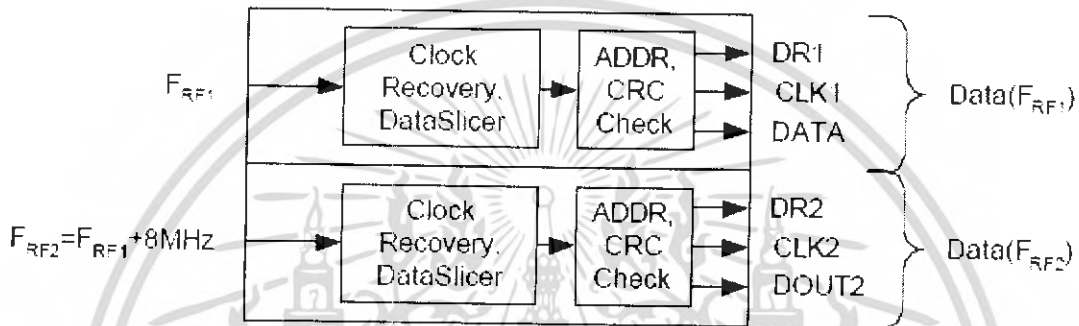 F_RF1
Clock
Recovery,
DataSlicer
ADDR,
CRC
Check
DR1
CLK1
DATA
Data(F_RF1)
F_RF2=F_RF1+8MHz
Clock
Recovery,
DataSlicer
ADDR,
CRC
Check
DR2
CLK2
DOUT2
Data(F_RF2)